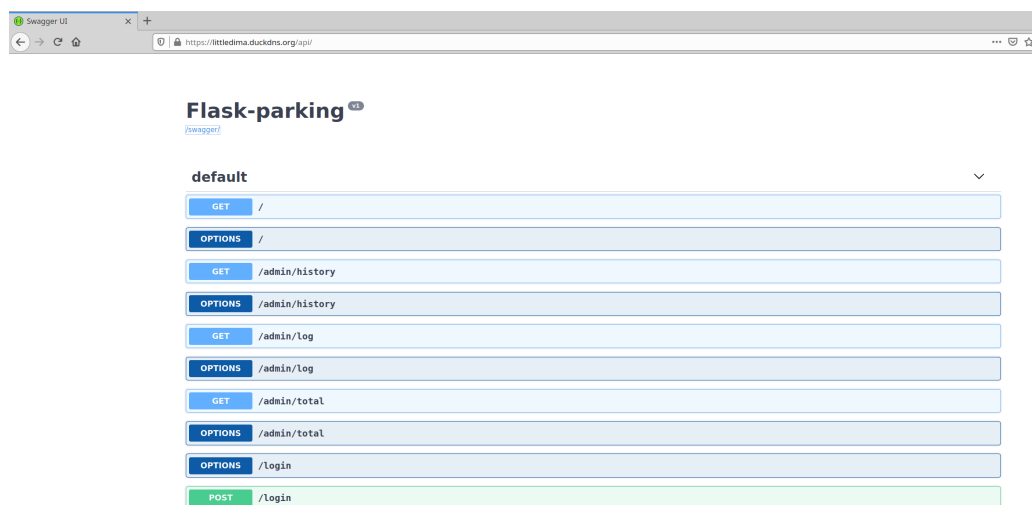 Swagger UI
https://littledima.duckdns.org/api/
Flask-parking v1
/swagger/
default
GET /
OPTIONS /
GET /admin/history
OPTIONS /admin/history
GET /admin/log
OPTIONS /admin/log
GET /admin/total
OPTIONS /admin/total
OPTIONS /login
POST /login